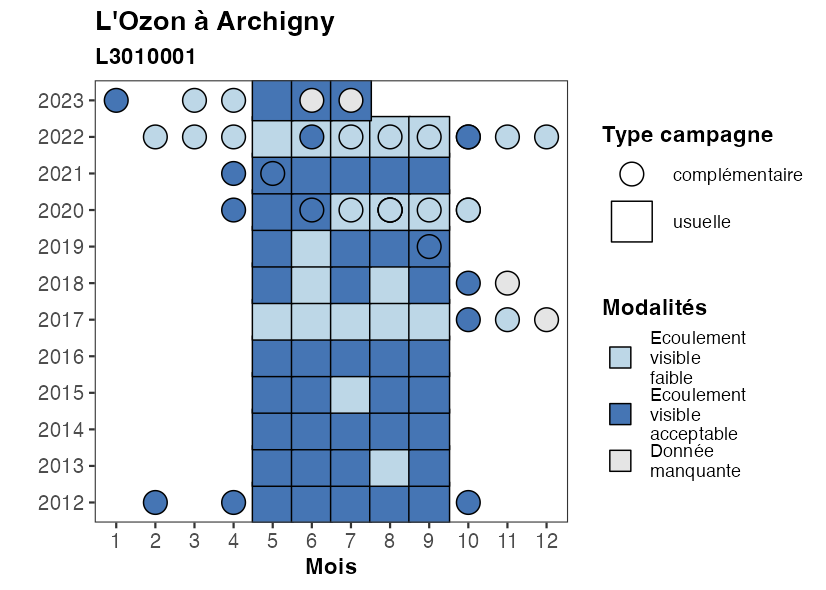 L'Ozon à Archigny
L3010001
2023
2022
2021
2020
2019
2018
2017
2016
2015
2014
2013
2012
1 2 3 4 5 6 7 8 9 10 11 12
Mois
Type campagne
complémentaire
usuelle
Modalités
Ecoulement
visible
faible
Ecoulement
visible
acceptable
Donnée
manquante